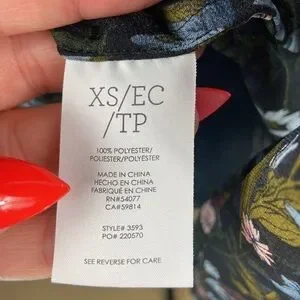 XS/EC
/TP
100% POLYESTER/
POLIESTER/POLYESTER
MADE IN CHINA
HECHO EN CHINA
FABRIQUÉ EN CHINE
RN#54077
CA#59814
STYLE# 3593
PO# 220570
SEE REVERSE FOR CARE